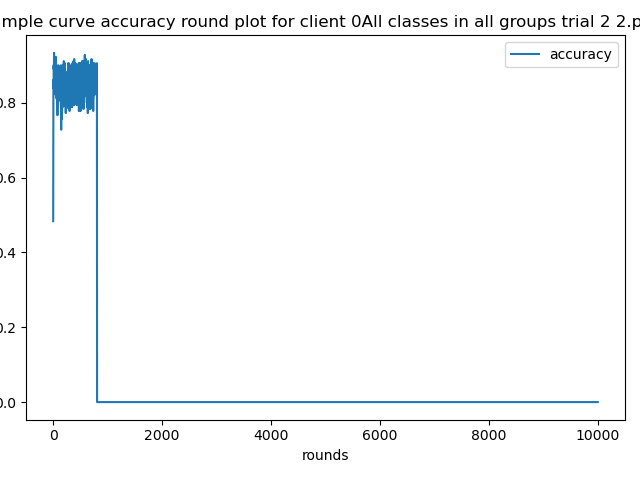 mple curve accuracy round plot for client 0All classes in all groups trial 2 2.p
accuracy
0.8
0.6
0.4
0.2
0.0
0 2000 4000 6000 8000 10000
rounds